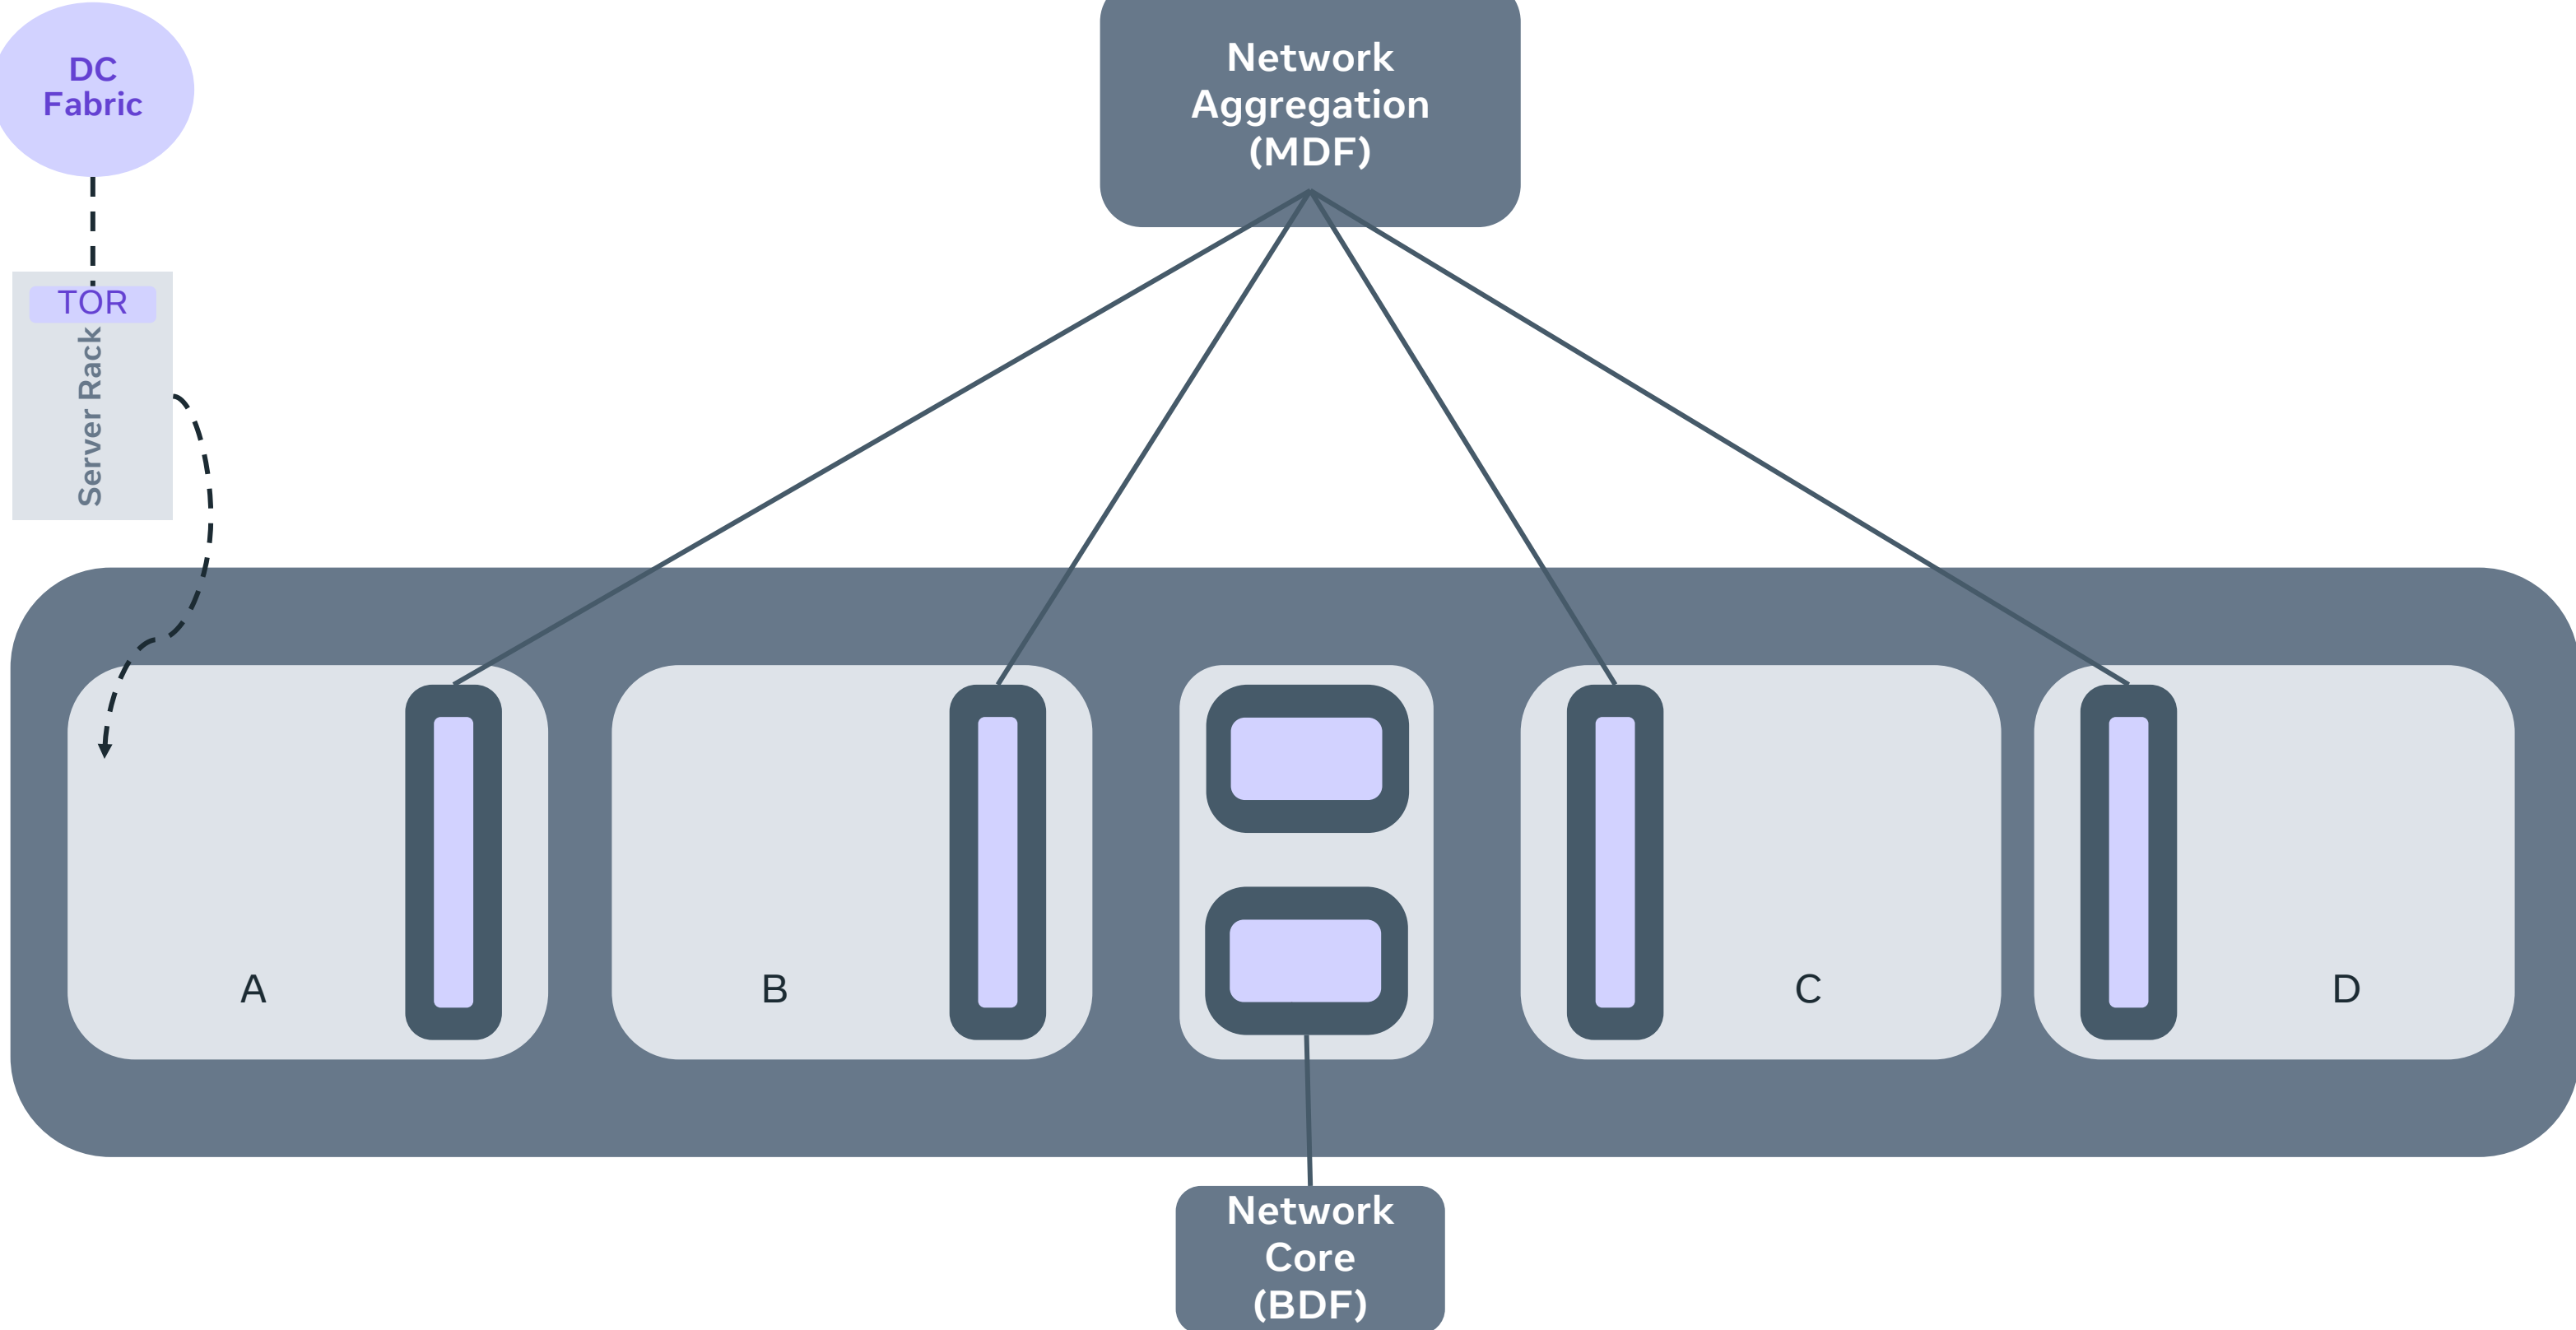 DC
Fabric
Network
Aggregation
(MDF)
TOR
Server Rack
A
B
C
D
Network
Core
(BDF)